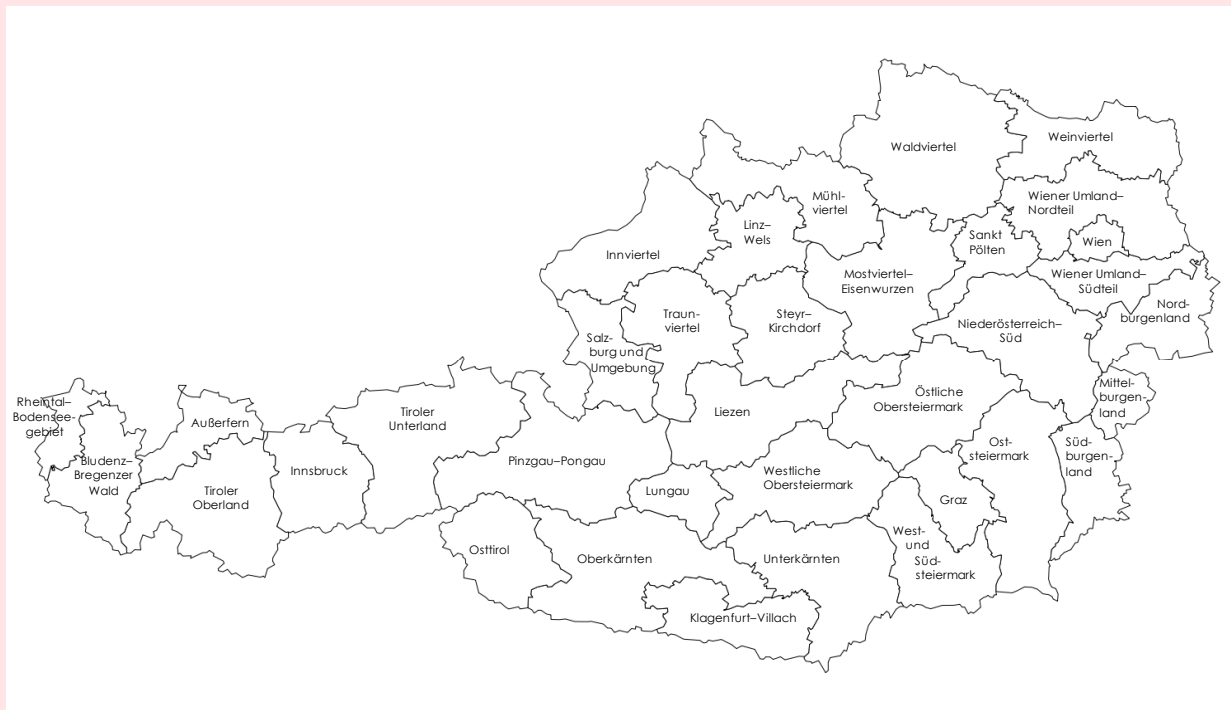 Weinviertel
Waldviertel
Mühl-
viertel
Wiener Umland–
Nordteil
Linz–
Wels
Sankt
Pölten
Wien
Innviertel
Mostviertel–
Eisenwurzen
Wiener Umland–
Südteil
Nord-
burgenland
Traun-
viertel
Steyr–
Kirchdorf
Niederösterreich–
Süd
Salz-
burg und
Umgebung
Mittel-
burgen-
land
Rheintal–
Bodensee-
gebiet
Außerfern
Tiroler
Unterland
Liezen
Östliche
Obersteiermark
Bludenz–
Bregenzer
Wald
Innsbruck
Pinzgau–Pongau
Ost-
steiermark
Süd-
burgen-
land
Tiroler
Oberland
Lungau
Westliche
Obersteiermark
Graz
Osttirol
Oberkärnten
Unterkärnten
West-
und
Süd-
steiermark
Klagenfurt–Villach